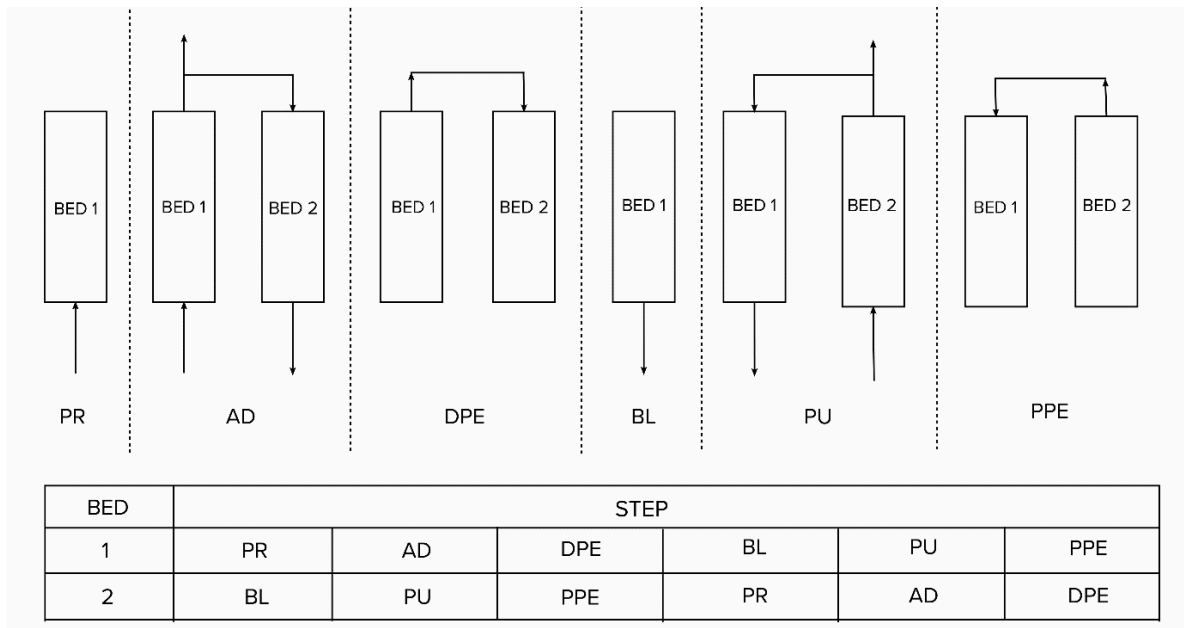 BED 1 BED 1 BED 2 BED 1 BED 2 BED 1 BED 1 BED 2 BED 1 BED 2
PR AD DPE BL PU PPE
BED STEP
1 PR AD DPE BL PU PPE
2 BL PU PPE PR AD DPE